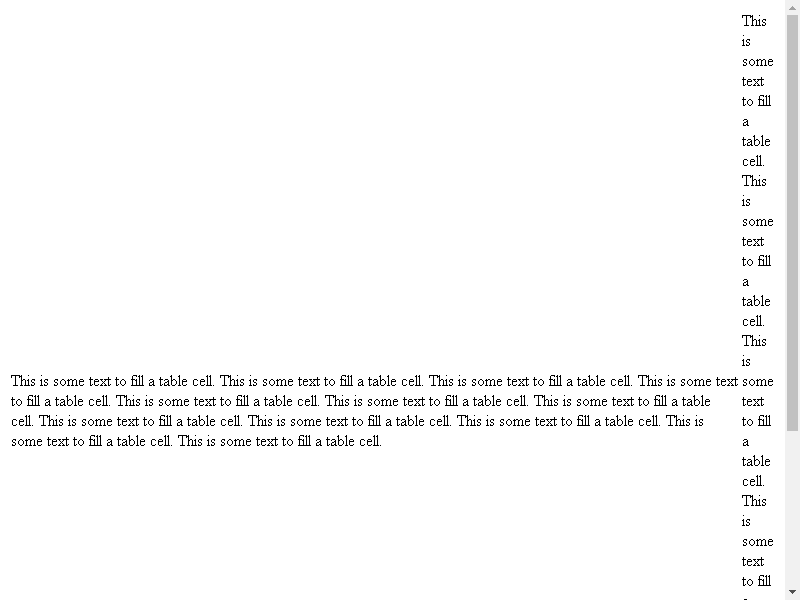 This is some text to fill a table cell. This is some text to fill a table cell. This is some text to fill a table cell. This is some text
to fill a table cell. This is some text to fill a table cell. This is some text to fill a table cell. This is some text to fill a table
cell. This is some text to fill a table cell. This is some text to fill a table cell. This is some text to fill a table cell. This is
some text to fill a table cell. This is some text to fill a table cell.
This
is
some
text
to fill
a
table
cell.
This
is
some
text
to fill
a
table
cell.
This
is
some
text
to fill
a
table
cell.
This
is
some
text
to fill